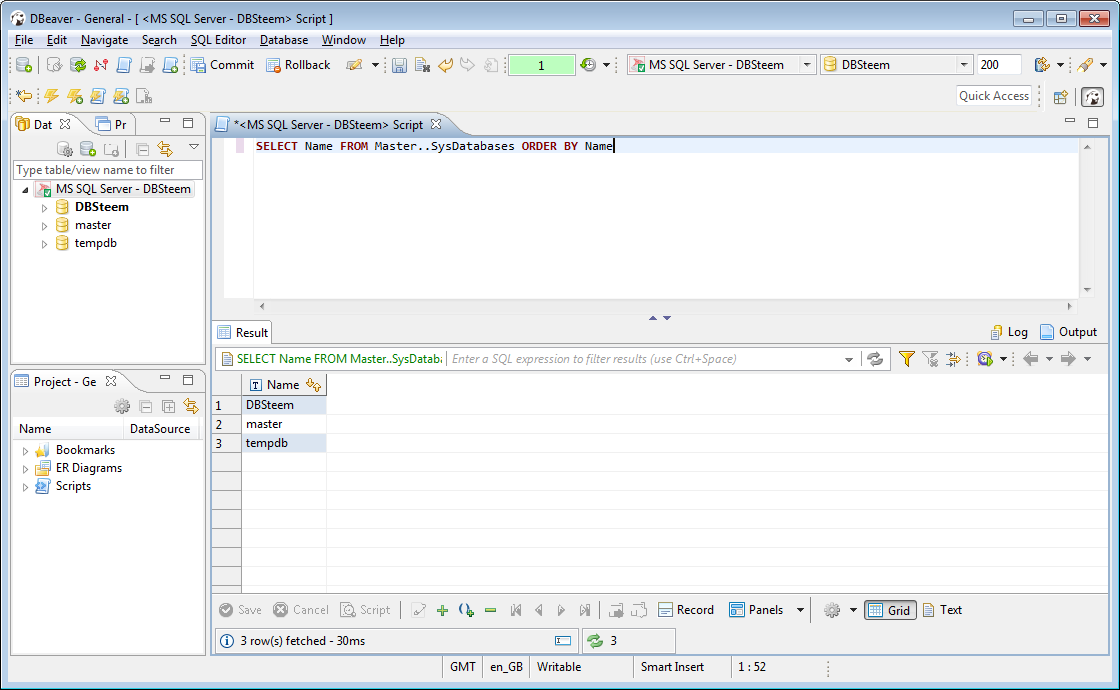 DBeaver - General - [ <MS SQL Server - DBSteem> Script ]
File Edit Navigate Search SQL Editor Database Window Help
Commit Rollback 1 MS SQL Server - DBSteem DBSteem 200
Quick Access
Dat Pr
Type table/view name to filter
MS SQL Server - DBSteem
DBSteem
master
tempdb
*<MS SQL Server - DBSteem> Script
SELECT Name FROM Master..SysDatabases ORDER BY Name
Project - Ge
Name DataSource
Bookmarks
ER Diagrams
Scripts
Result Log Output
SELECT Name FROM Master..SysDataba Enter a SQL expression to filter results (use Ctrl+Space)
Name
1 DBSteem
2 master
3 tempdb
Save Cancel Script Record Panels Grid Text
3 row(s) fetched - 30ms 3
GMT en_GB Writable Smart Insert 1 : 52